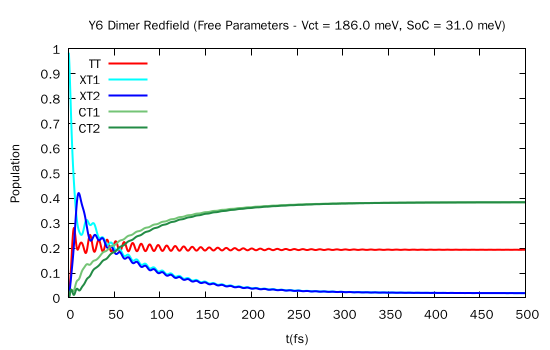 Y6 Dimer Redfield (Free Parameters - Vct = 186.0 meV, SoC = 31.0 meV)
1
0.9
0.8
0.7
0.6
0.5
0.4
0.3
0.2
0.1
0
TT
XT1
XT2
CT1
CT2
Population
0 50 100 150 200 250 300 350 400 450 500
t(fs)